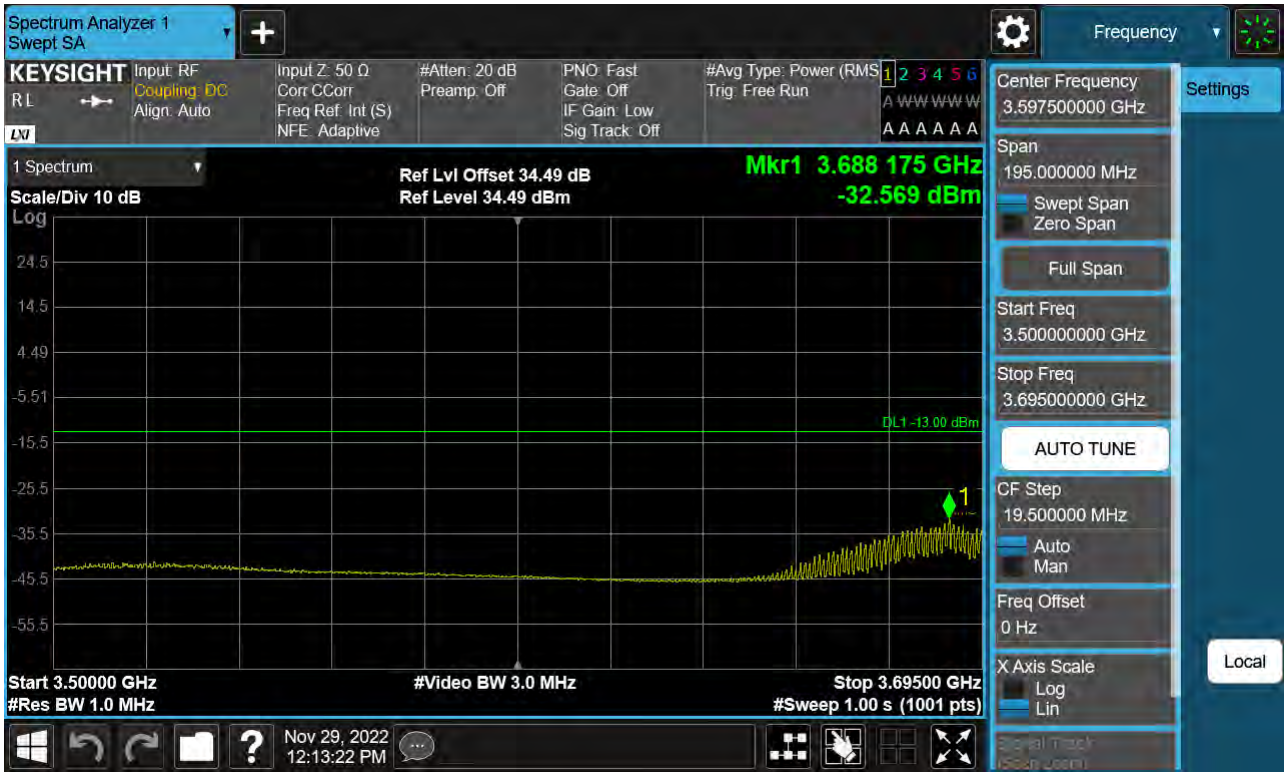 Spectrum Analyzer 1
Swept SA
+
Frequency
KEYSIGHT
RL
LXI
Input: RF
Coupling: DC
Align: Auto
Input Z: 50 Ω
Corr CCorr
Freq Ref: Int (S)
NFE: Adaptive
#Atten: 20 dB
Preamp: Off
PNO: Fast
Gate: Off
IF Gain: Low
Sig Track: Off
#Avg Type: Power (RMS
Trig: Free Run
1 2 3 4 5 6
A W W W W W
A A A A A A
Center Frequency
3.597500000 GHz
Settings
Span
195.000000 MHz
Swept Span
Zero Span
Full Span
Start Freq
3.500000000 GHz
Stop Freq
3.695000000 GHz
AUTO TUNE
CF Step
19.500000 MHz
Auto
Man
Freq Offset
0 Hz
X Axis Scale
Log
Lin
Signal Track
(Span Zoom)
Local
1 Spectrum
Scale/Div 10 dB
Log
Ref Lvl Offset 34.49 dB
Ref Level 34.49 dBm
Mkr1 3.688 175 GHz
-32.569 dBm
24.5
14.5
4.49
-5.51
DL1 -13.00 dBm
-15.5
-25.5
1
-35.5
-45.5
-55.5
Start 3.50000 GHz
#Video BW 3.0 MHz
Stop 3.69500 GHz
#Res BW 1.0 MHz
#Sweep 1.00 s (1001 pts)
?
Nov 29, 2022
12:13:22 PM